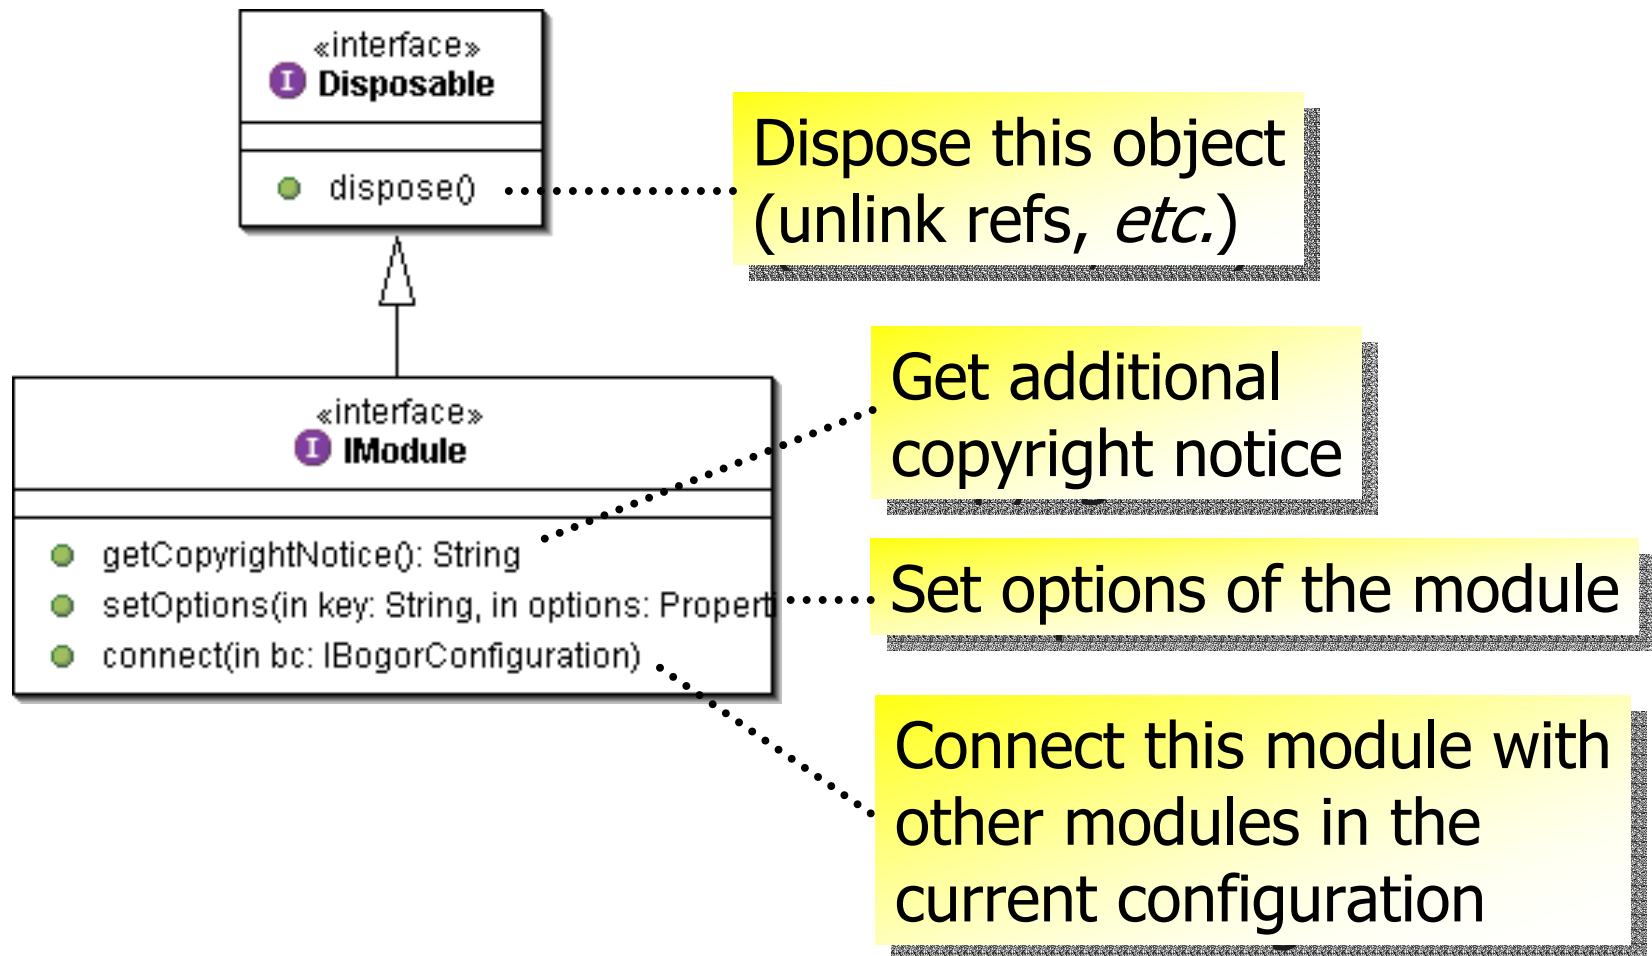 «interface»
I Disposable
dispose()
Dispose this object
(unlink refs, etc.)
«interface»
I IModule
getCopyrightNotice(): String
setOptions(in key: String, in options: Properti
connect(in bc: IBogorConfiguration)
Get additional
copyright notice
Set options of the module
Connect this module with
other modules in the
current configuration